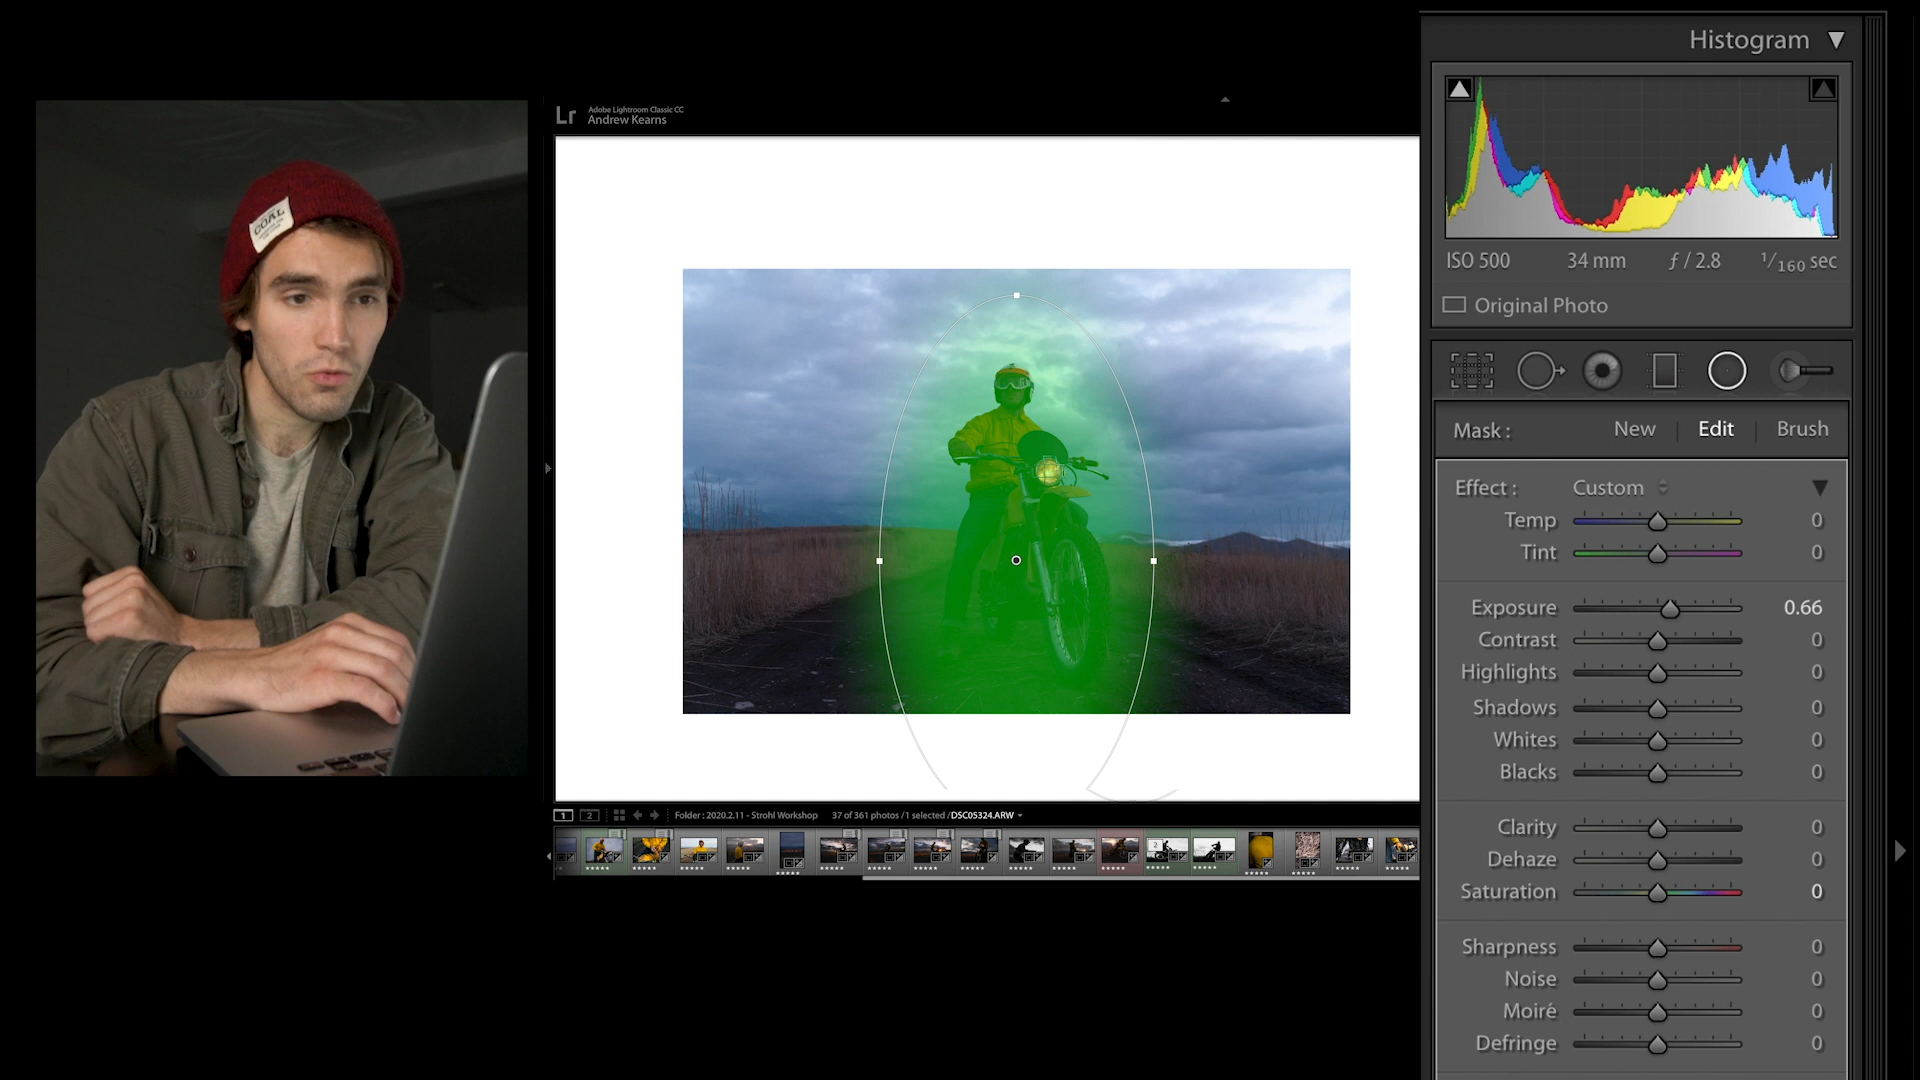 COAL
Lr
Adobe Lightroom Classic CC
Andrew Kearns
Histogram
ISO 500 34 mm ƒ / 2.8 1/160 sec
Original Photo
Mask : New Edit Brush
Effect : Custom
Temp 0
Tint 0
Exposure 0.66
Contrast 0
Highlights 0
Shadows 0
Whites 0
Blacks 0
Clarity 0
Dehaze 0
Saturation 0
Sharpness 0
Noise 0
Moiré 0
Defringe 0
1 2 Folder : 2020.2.11 - Strohl Workshop 37 of 361 photos /1 selected /DSC05324.ARW
2